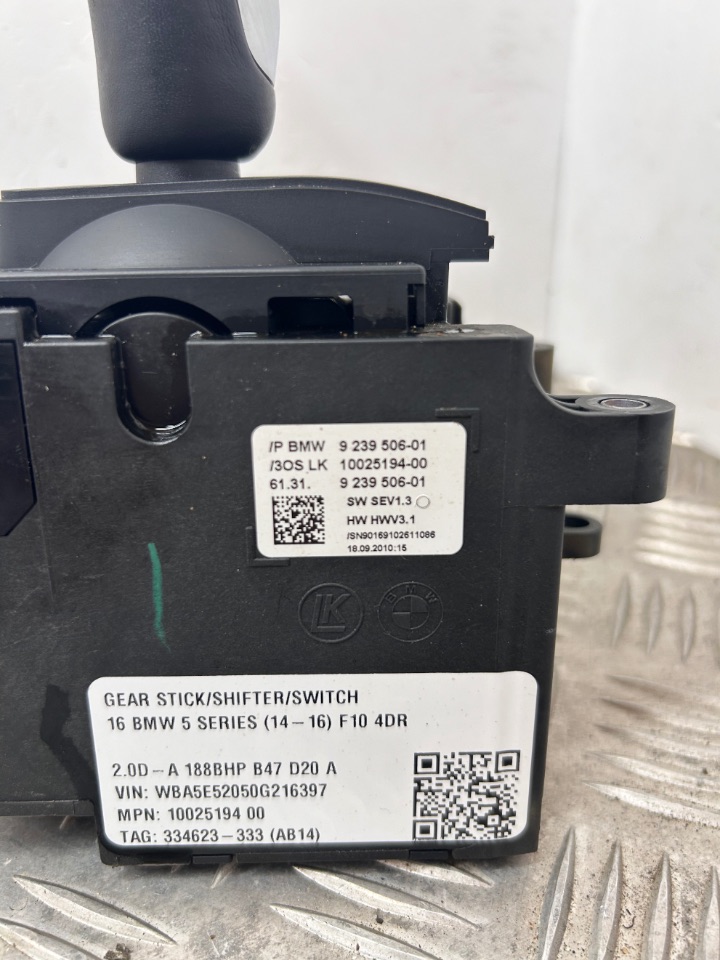 /P BMW 9 239 506-01
/3OS LK 10025194-00
61.31. 9 239 506-01
SW SEV1.3
HW HWV3.1
/SN90169102611086
18.09.2010:15
LK
BMW
GEAR STICK/SHIFTER/SWITCH
16 BMW 5 SERIES (14-16) F10 4DR
2.0D-A 188BHP B47 D20 A
VIN: WBA5E52050G216397
MPN: 10025194 00
TAG: 334623-333 (AB14)